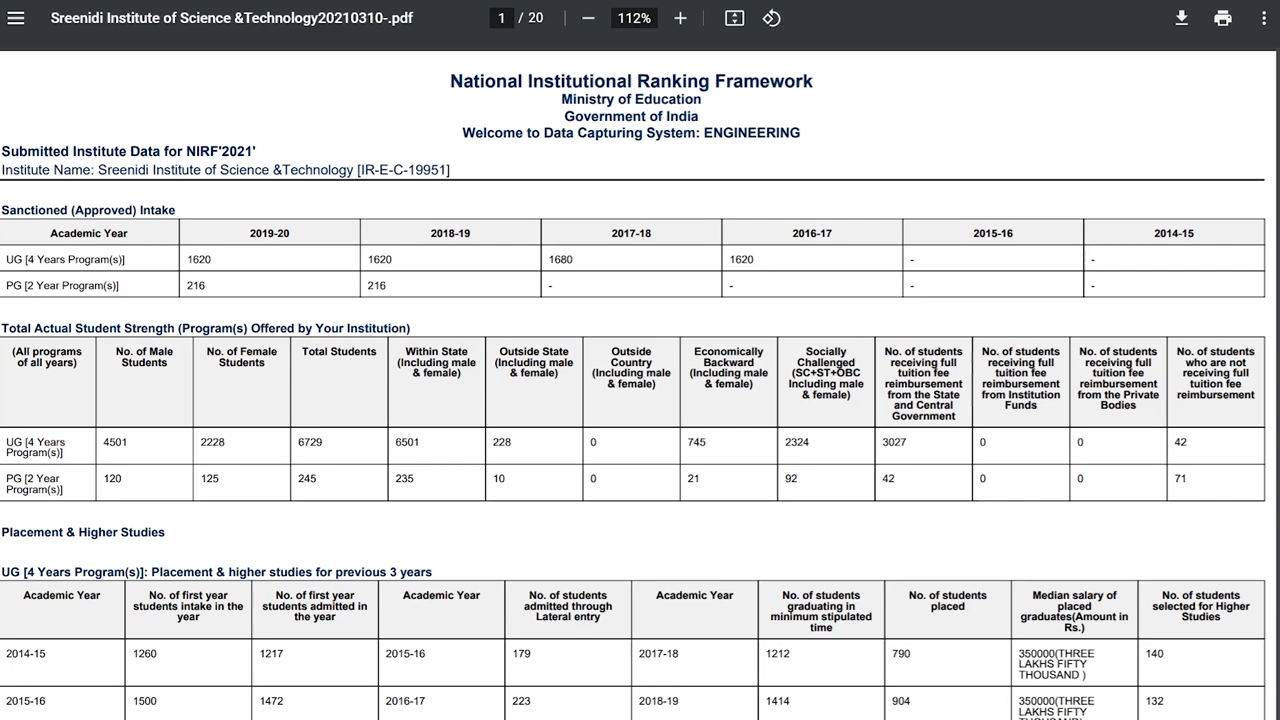 Sreenidi Institute of Science &Technology20210310-.pdf
1 / 20
112%
National Institutional Ranking Framework
Ministry of Education
Government of India
Welcome to Data Capturing System: ENGINEERING
Submitted Institute Data for NIRF'2021'
Institute Name: Sreenidi Institute of Science &Technology [IR-E-C-19951]
Sanctioned (Approved) Intake
Academic Year 2019-20 2018-19 2017-18 2016-17 2015-16 2014-15
UG [4 Years Program(s)] 1620 1620 1680 1620 - -
PG [2 Year Program(s)] 216 216 - - - -
Total Actual Student Strength (Program(s) Offered by Your Institution)
(All programs of all years) No. of Male Students No. of Female Students Total Students Within State (Including male & female) Outside State (Including male & female) Outside Country (Including male & female) Economically Backward (Including male & female) Socially Challenged (SC+ST+OBC Including male & female) No. of students receiving full tuition fee reimbursement from the State and Central Government No. of students receiving full tuition fee reimbursement from Institution Funds No. of students receiving full tuition fee reimbursement from the Private Bodies No. of students who are not receiving full tuition fee reimbursement
UG [4 Years Program(s)] 4501 2228 6729 6501 228 0 745 2324 3027 0 0 42
PG [2 Year Program(s)] 120 125 245 235 10 0 21 92 42 0 0 71
Placement & Higher Studies
UG [4 Years Program(s)]: Placement & higher studies for previous 3 years
Academic Year No. of first year students intake in the year No. of first year students admitted in the year Academic Year No. of students admitted through Lateral entry Academic Year No. of students graduating in minimum stipulated time No. of students placed Median salary of placed graduates(Amount in Rs.) No. of students selected for Higher Studies
2014-15 1260 1217 2015-16 179 2017-18 1212 790 350000(THREE LAKHS FIFTY THOUSAND ) 140
2015-16 1500 1472 2016-17 223 2018-19 1414 904 350000(THREE LAKHS FIFTY THOUSAND) 132